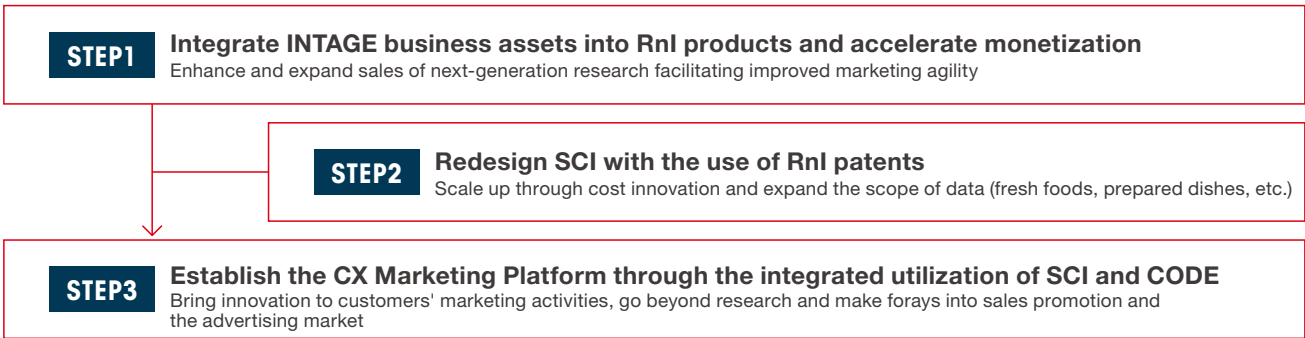 STEP1
Integrate INTAGE business assets into RnI products and accelerate monetization
Enhance and expand sales of next-generation research facilitating improved marketing agility
STEP2
Redesign SCI with the use of RnI patents
Scale up through cost innovation and expand the scope of data (fresh foods, prepared dishes, etc.)
STEP3
Establish the CX Marketing Platform through the integrated utilization of SCI and CODE
Bring innovation to customers' marketing activities, go beyond research and make forays into sales promotion and
the advertising market